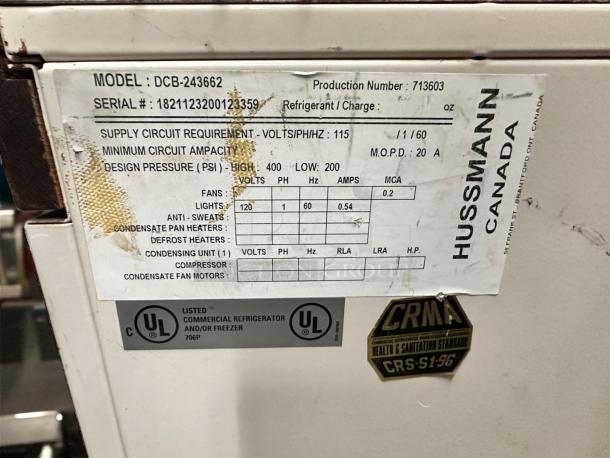 MODEL : DCB-243662
Production Number : 713603
SERIAL # : 1821123200123359
Refrigerant / Charge : oz
SUPPLY CIRCUIT REQUIREMENT - VOLTS/PH/HZ : 115 / 1 / 60
MINIMUM CIRCUIT AMPACITY M.O.P.D. : 20 A
DESIGN PRESSURE ( PSI ) - HIGH : 400 LOW: 200
VOLTS PH Hz AMPS MCA
FANS : 0.2
LIGHTS 120 1 60 0.54
ANTI - SWEATS :
CONDENSATE PAN HEATERS :
DEFROST HEATERS :
CONDENSING UNIT ( 1 ) VOLTS PH Hz RLA LRA H.P.
COMPRESSOR :
CONDENSATE FAN MOTORS :
HUSSMANN
CANADA
BRANTFORD ONT. CANADA
C UL
LISTED
COMMERCIAL REFRIGERATOR
AND/OR FREEZER
706P
UL
CRMA
HEALTH & SANITATION STANDARD
CRS-S1-96